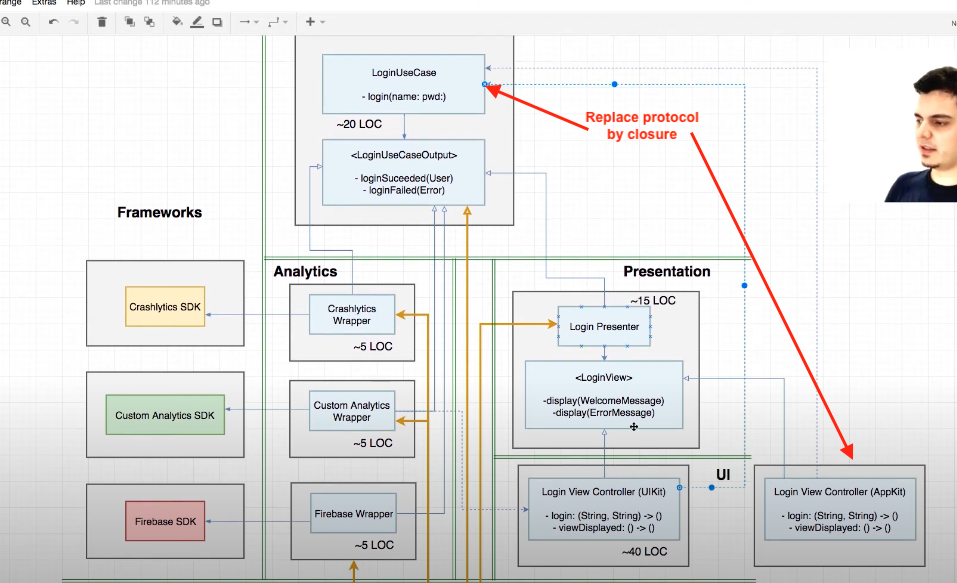 Extras Help Last change 112 minutes ago
LoginUseCase
- login(name: pwd:)
~20 LOC
Replace protocol
by closure
<LoginUseCaseOutput>
- loginSuceeded(User)
- loginFailed(Error)
Frameworks
Analytics
Presentation
Crashlytics SDK
Crashlytics
Wrapper
~5 LOC
~15 LOC
Login Presenter
<LoginView>
-display(WelcomeMessage)
-display(ErrorMessage)
Custom Analytics SDK
Custom Analytics
Wrapper
~5 LOC
UI
Firebase SDK
Firebase Wrapper
~5 LOC
Login View Controller (UIKit)
- login: (String, String) -> ()
- viewDisplayed: () -> ()
~40 LOC
Login View Controller (AppKit)
- login: (String, String) -> ()
- viewDisplayed: () -> ()